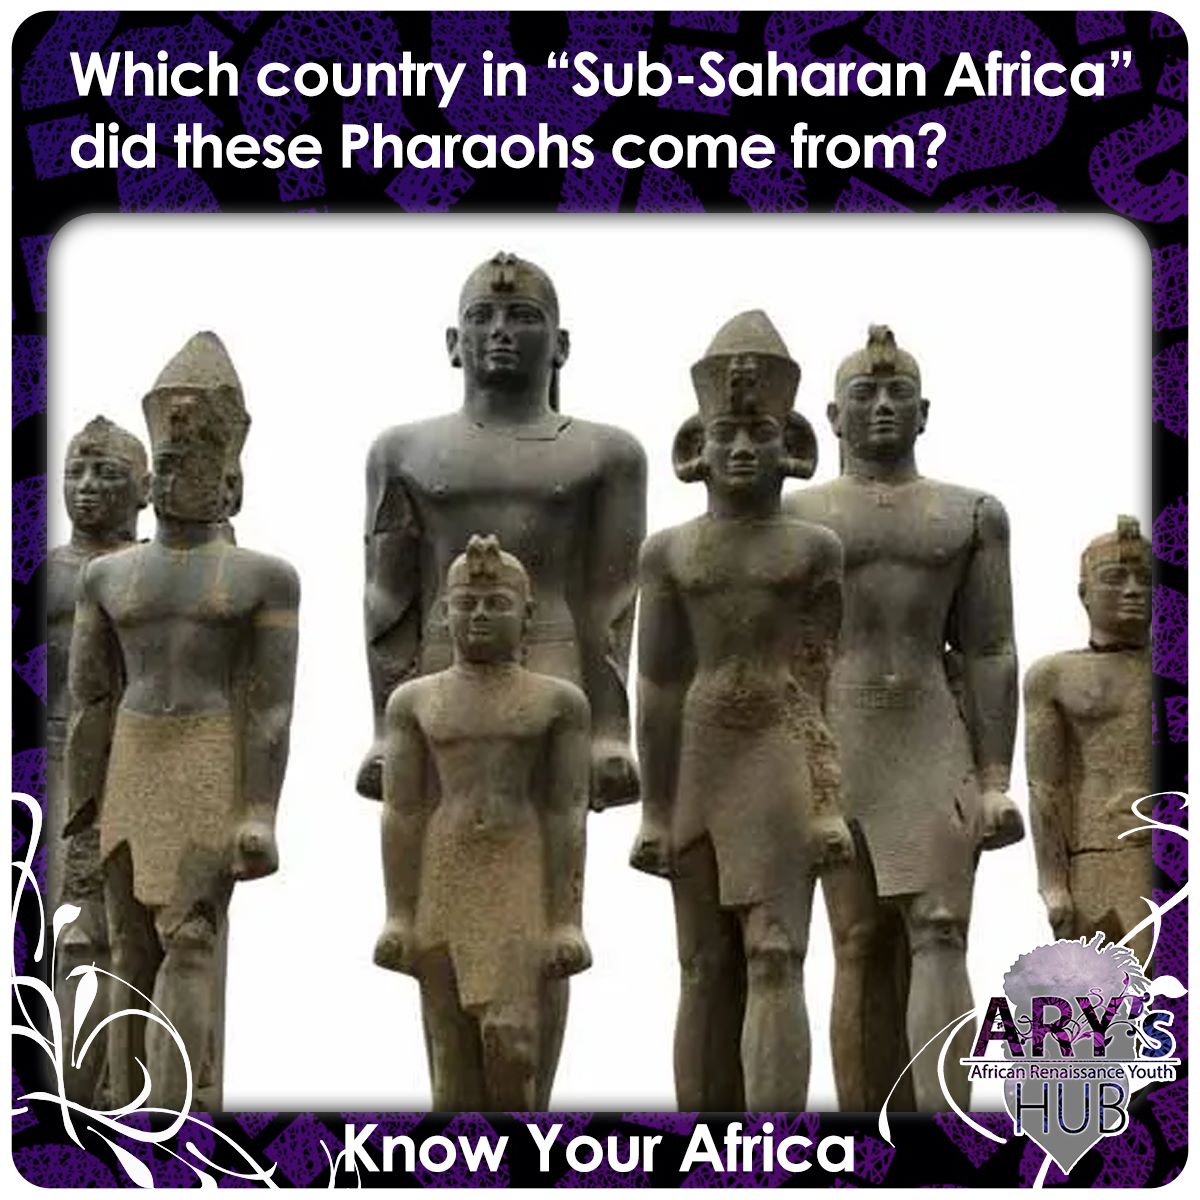 Which country in “Sub-Saharan Africa”
did these Pharaohs come from?
ARY's
African Renaissance Youth
HUB
Know Your Africa